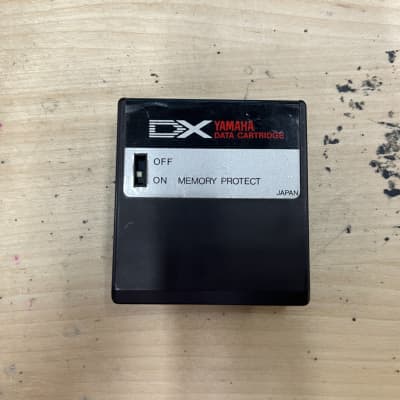 DX YAMAHA
DATA CARTRIDGE
OFF
ON MEMORY PROTECT
JAPAN